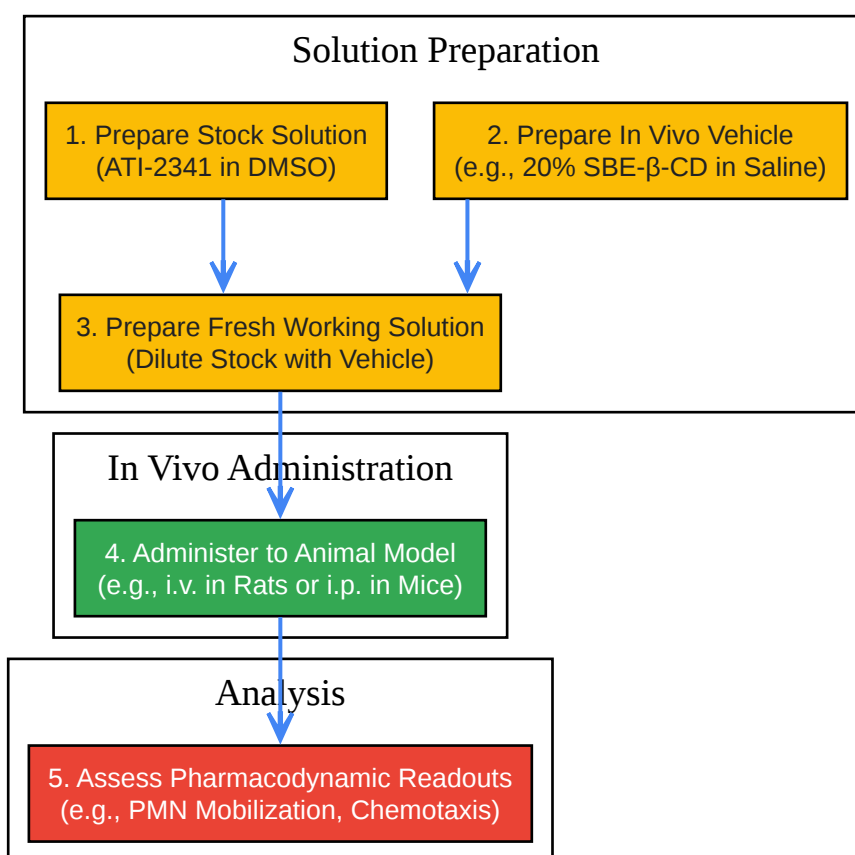 Solution Preparation
1. Prepare Stock Solution
(ATI-2341 in DMSO)
2. Prepare In Vivo Vehicle
(e.g., 20% SBE-β-CD in Saline)
3. Prepare Fresh Working Solution
(Dilute Stock with Vehicle)
In Vivo Administration
4. Administer to Animal Model
(e.g., i.v. in Rats or i.p. in Mice)
Analysis
5. Assess Pharmacodynamic Readouts
(e.g., PMN Mobilization, Chemotaxis)